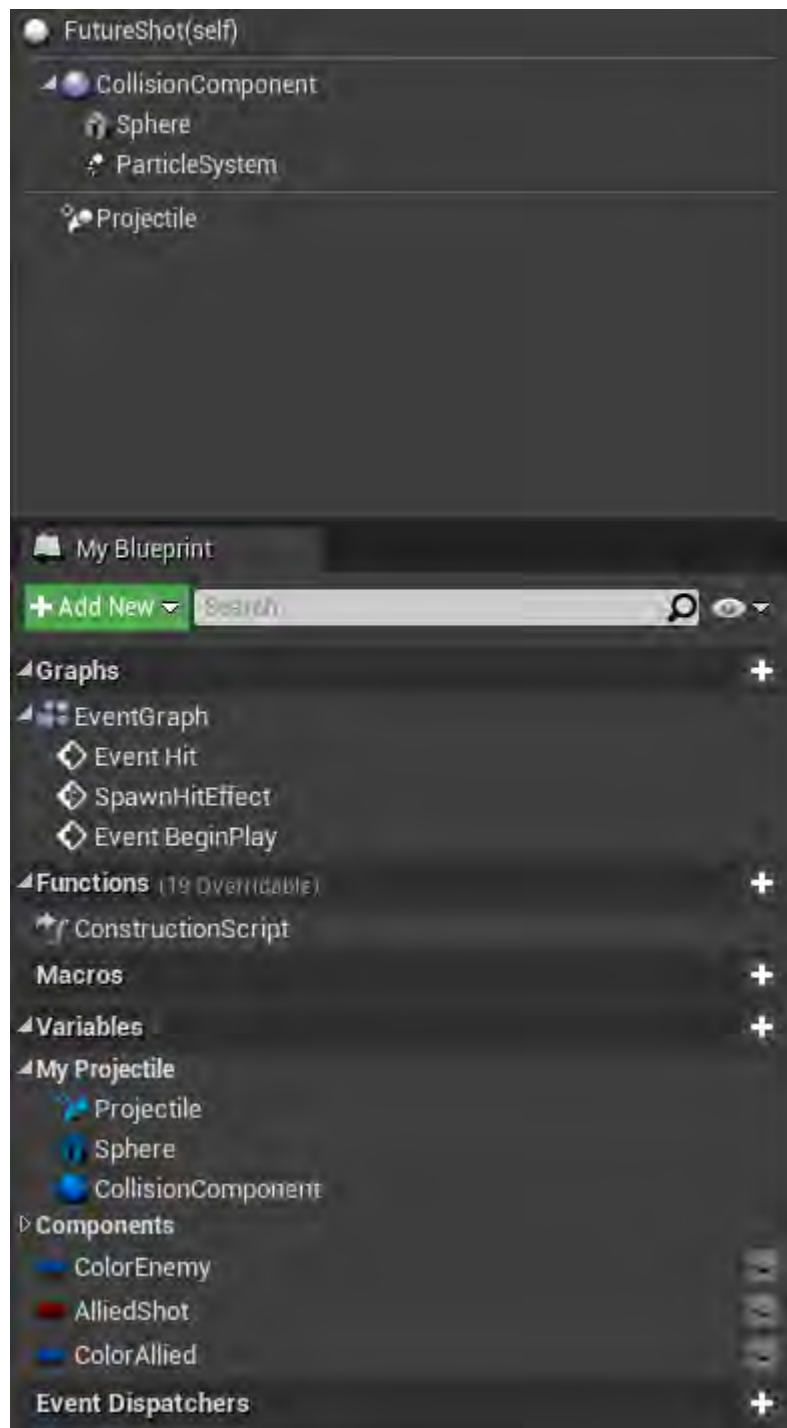 FutureShot(self)
CollisionComponent
Sphere
ParticleSystem
Projectile
My Blueprint
Add New Search
Graphs
EventGraph
Event Hit
SpawnHitEffect
Event BeginPlay
Functions (19 Overridable)
ConstructionScript
Macros
Variables
My Projectile
Projectile
Sphere
CollisionComponent
Components
ColorEnemy
AlliedShot
ColorAllied
Event Dispatchers